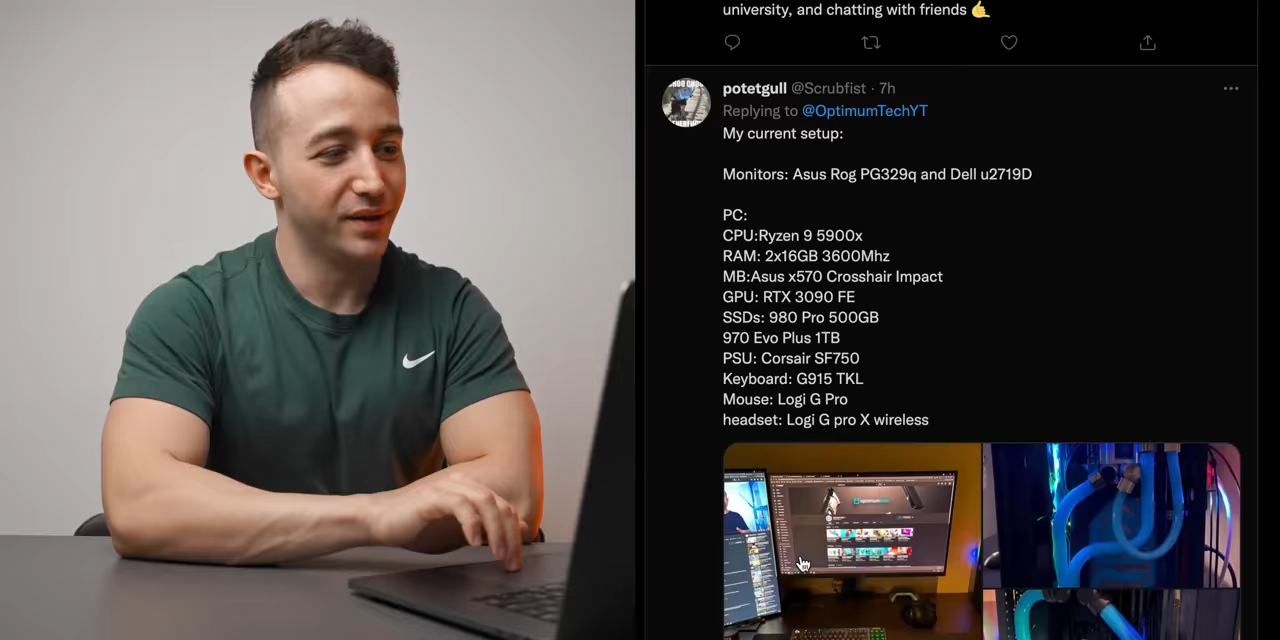 university, and chatting with friends 🤙
potetgull @Scrubfist · 7h
Replying to @OptimumTechYT
My current setup:
Monitors: Asus Rog PG329q and Dell u2719D
PC:
CPU:Ryzen 9 5900x
RAM: 2x16GB 3600Mhz
MB:Asus x570 Crosshair Impact
GPU: RTX 3090 FE
SSDs: 980 Pro 500GB
970 Evo Plus 1TB
PSU: Corsair SF750
Keyboard: G915 TKL
Mouse: Logi G Pro
headset: Logi G pro X wireless
optimum